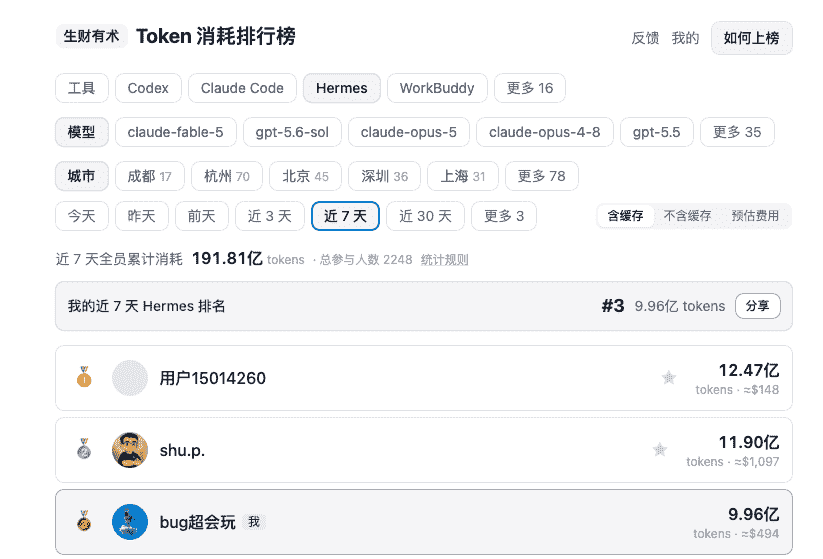 生财有术 Token 消耗排行榜 反馈 我的 如何上榜
工具 Codex Claude Code Hermes WorkBuddy 更多 16
模型 claude-fable-5 gpt-5.6-sol claude-opus-5 claude-opus-4-8 gpt-5.5 更多 35
城市 成都 17 杭州 70 北京 45 深圳 36 上海 31 更多 78
今天 昨天 前天 近 3 天 近 7 天 近 30 天 更多 3 含缓存 不含缓存 预估费用
近 7 天全员累计消耗 191.81亿 tokens · 总参与人数 2248 统计规则
我的近 7 天 Hermes 排名 #3 9.96亿 tokens 分享
用户15014260 12.47亿
tokens · ≈$148
shu.p. 11.90亿
tokens · ≈$1,097
bug超会玩 我 9.96亿
tokens · ≈$494